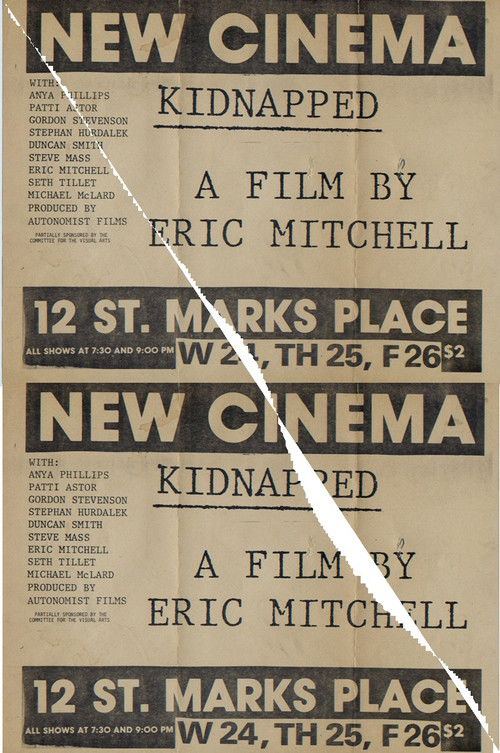 NEW CINEMA
WITH:
ANYA PHILLIPS
PATTI ASTOR
GORDON STEVENSON
STEPHAN HURDALEK
DUNCAN SMITH
STEVE MASS
ERIC MITCHELL
SETH TILLET
MICHAEL McLARD
PRODUCED BY
AUTONOMIST FILMS
PARTIALLY SPONSORED BY THE
COMMITTEE FOR THE VISUAL ARTS
KIDNAPPED
A FILM BY
ERIC MITCHELL
12 ST. MARKS PLACE
ALL SHOWS AT 7:30 AND 9:00 PM W 24, TH 25, F 26 $2
NEW CINEMA
WITH:
ANYA PHILLIPS
PATTI ASTOR
GORDON STEVENSON
STEPHAN HURDALEK
DUNCAN SMITH
STEVE MASS
ERIC MITCHELL
SETH TILLET
MICHAEL McLARD
PRODUCED BY
AUTONOMIST FILMS
PARTIALLY SPONSORED BY THE
COMMITTEE FOR THE VISUAL ARTS
KIDNAPPED
A FILM BY
ERIC MITCHELL
12 ST. MARKS PLACE
ALL SHOWS AT 7:30 AND 9:00 PM W 24, TH 25, F 26 $2